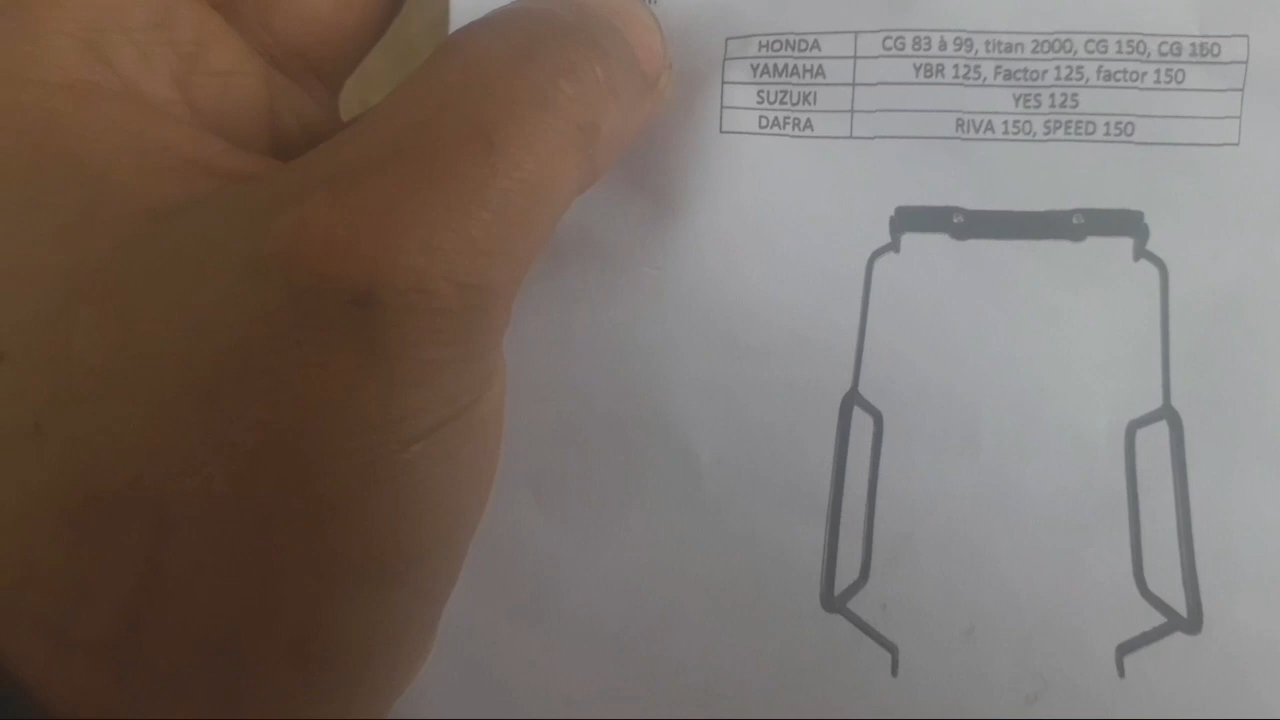 HONDA CG 83 à 99, titan 2000, CG 150, CG 160
YAMAHA YBR 125, Factor 125, factor 150
SUZUKI YES 125
DAFRA RIVA 150, SPEED 150